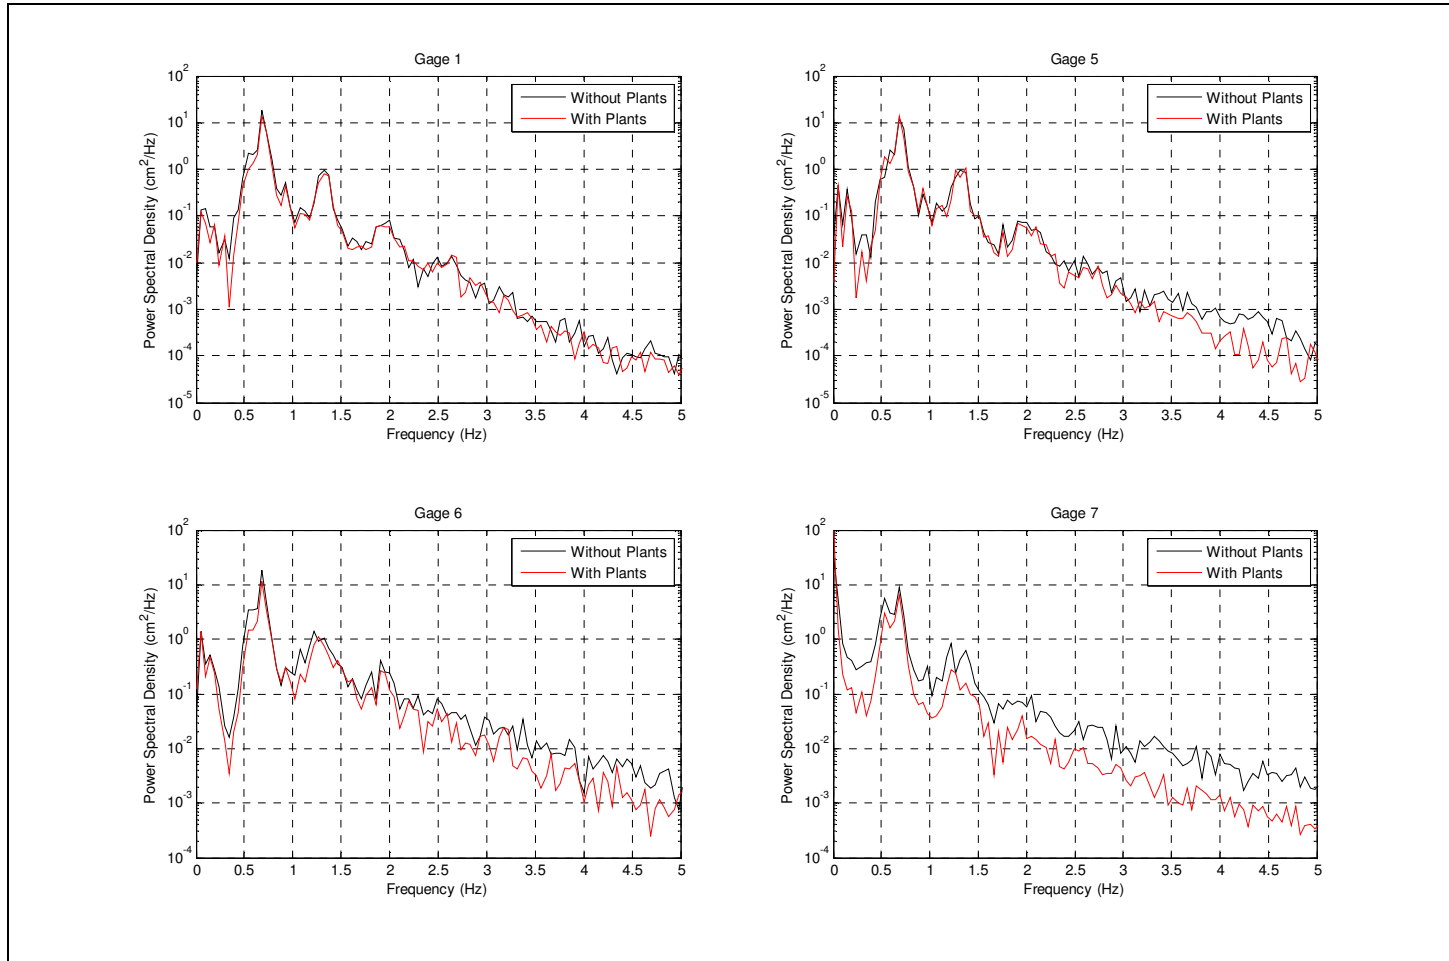 Gage 1
10^2
10^1
10^0
10^-1
10^-2
10^-3
10^-4
10^-5
Power Spectral Density (cm^2/Hz)
Without Plants
With Plants
0 0.5 1 1.5 2 2.5 3 3.5 4 4.5 5
Frequency (Hz)
Gage 5
10^2
10^1
10^0
10^-1
10^-2
10^-3
10^-4
10^-5
Power Spectral Density (cm^2/Hz)
Without Plants
With Plants
0 0.5 1 1.5 2 2.5 3 3.5 4 4.5 5
Frequency (Hz)
Gage 6
10^2
10^1
10^0
10^-1
10^-2
10^-3
10^-4
Power Spectral Density (cm^2/Hz)
Without Plants
With Plants
0 0.5 1 1.5 2 2.5 3 3.5 4 4.5 5
Frequency (Hz)
Gage 7
10^2
10^1
10^0
10^-1
10^-2
10^-3
10^-4
Power Spectral Density (cm^2/Hz)
Without Plants
With Plants
0 0.5 1 1.5 2 2.5 3 3.5 4 4.5 5
Frequency (Hz)